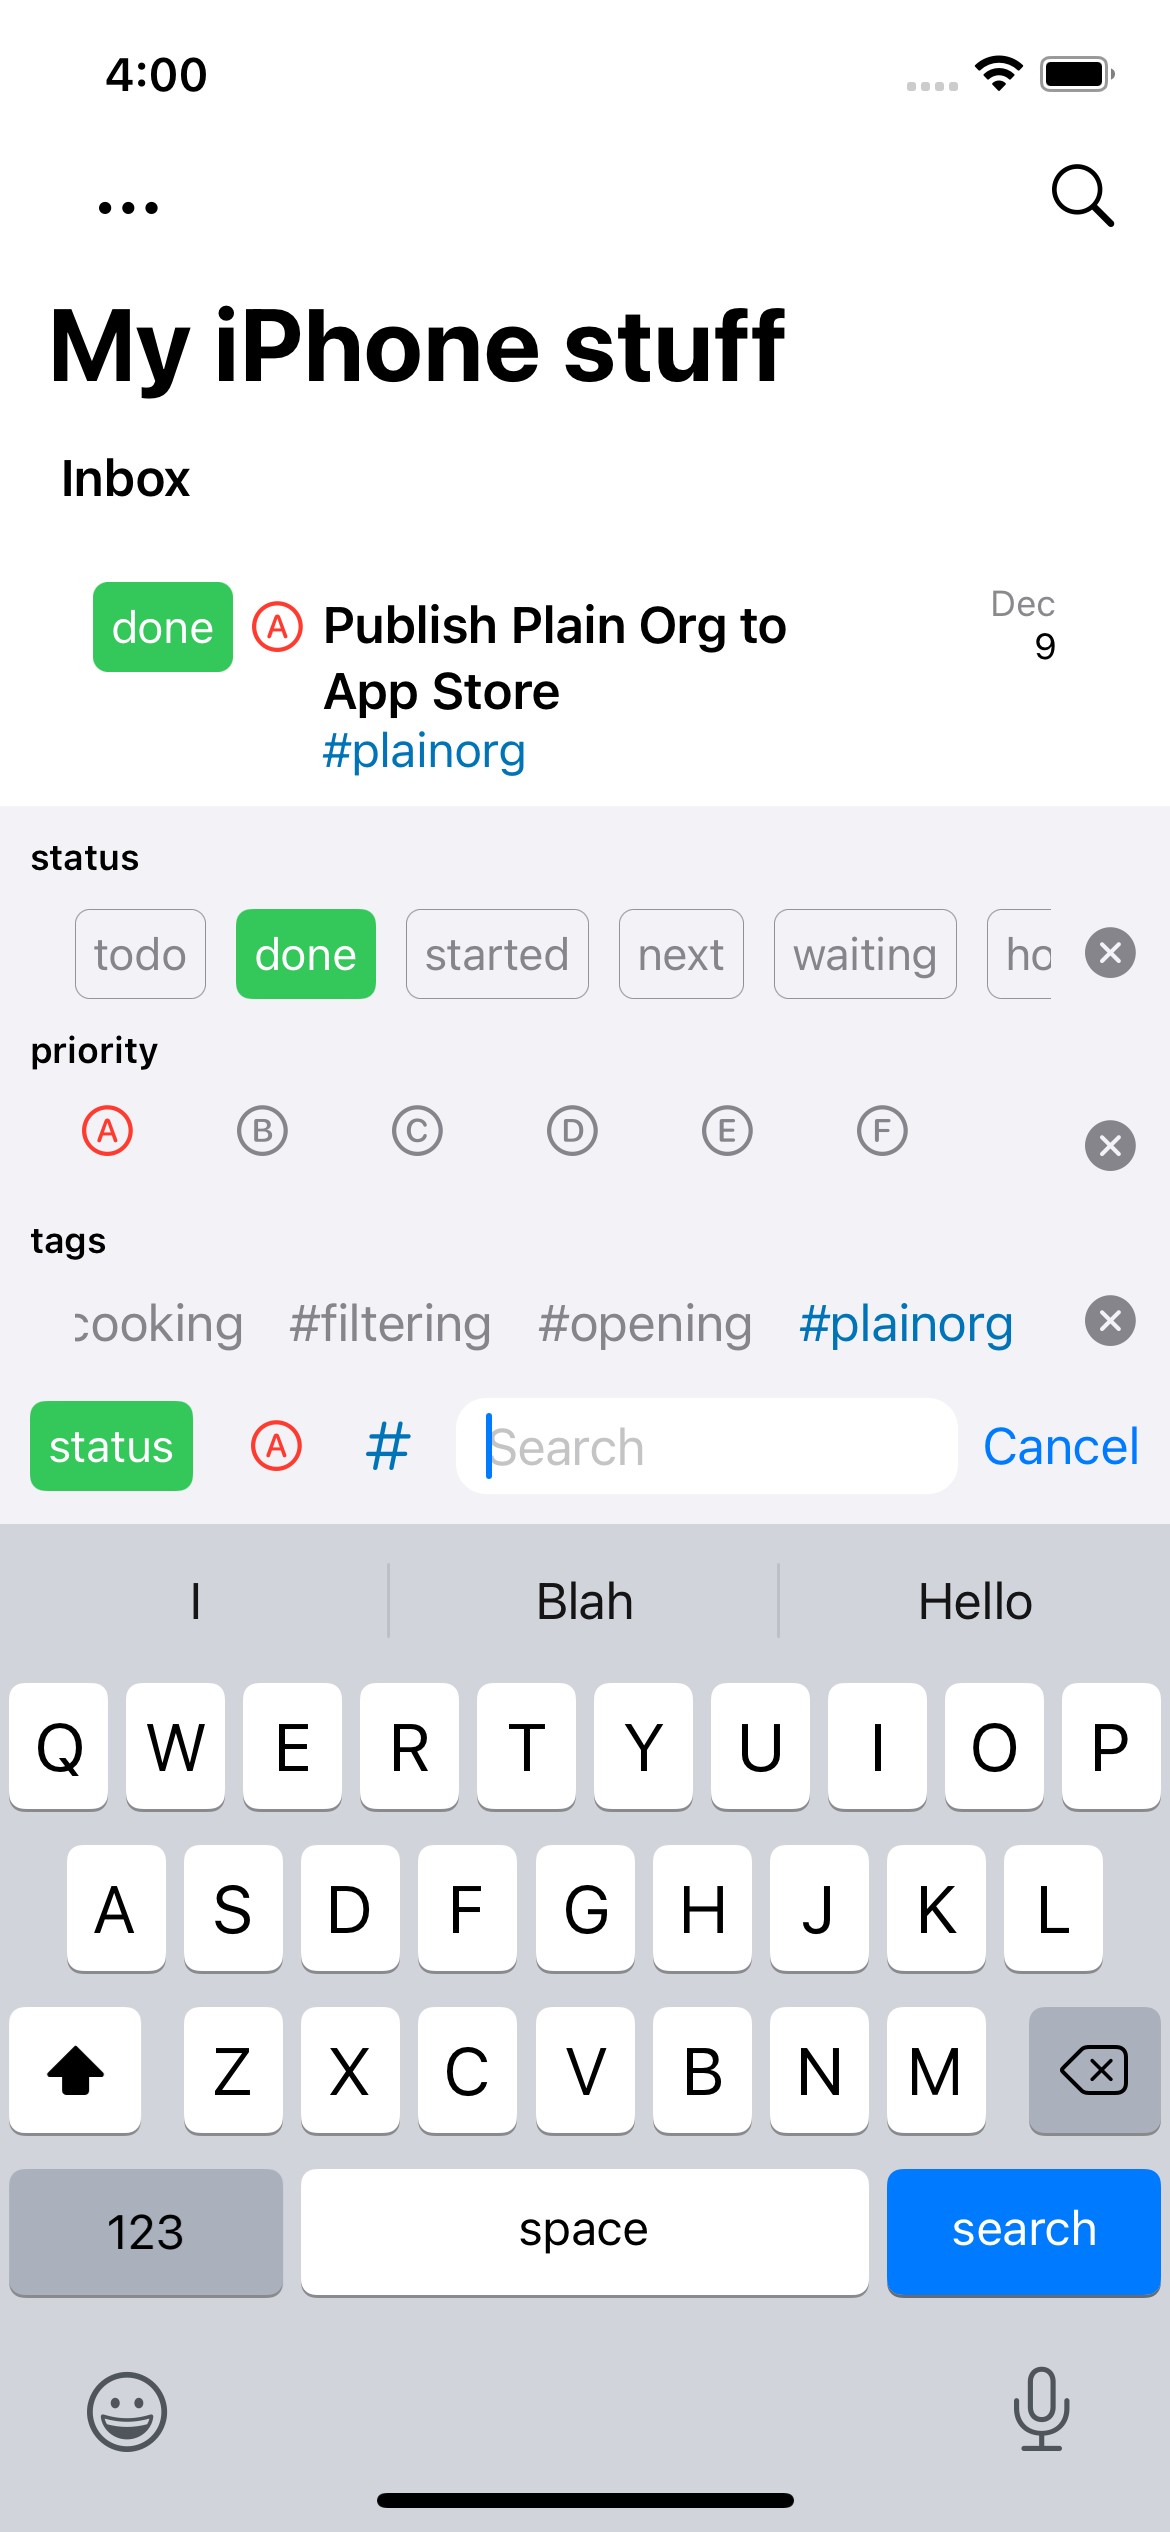 4:00
My iPhone stuff
Inbox
done A Publish Plain Org to Dec
9
App Store
#plainorg
status
todo done started next waiting ho
priority
A B C D E F
tags
cooking #filtering #opening #plainorg
status A # Search Cancel
I Blah Hello
Q W E R T Y U I O P
A S D F G H J K L
Z X C V B N M
123 space search